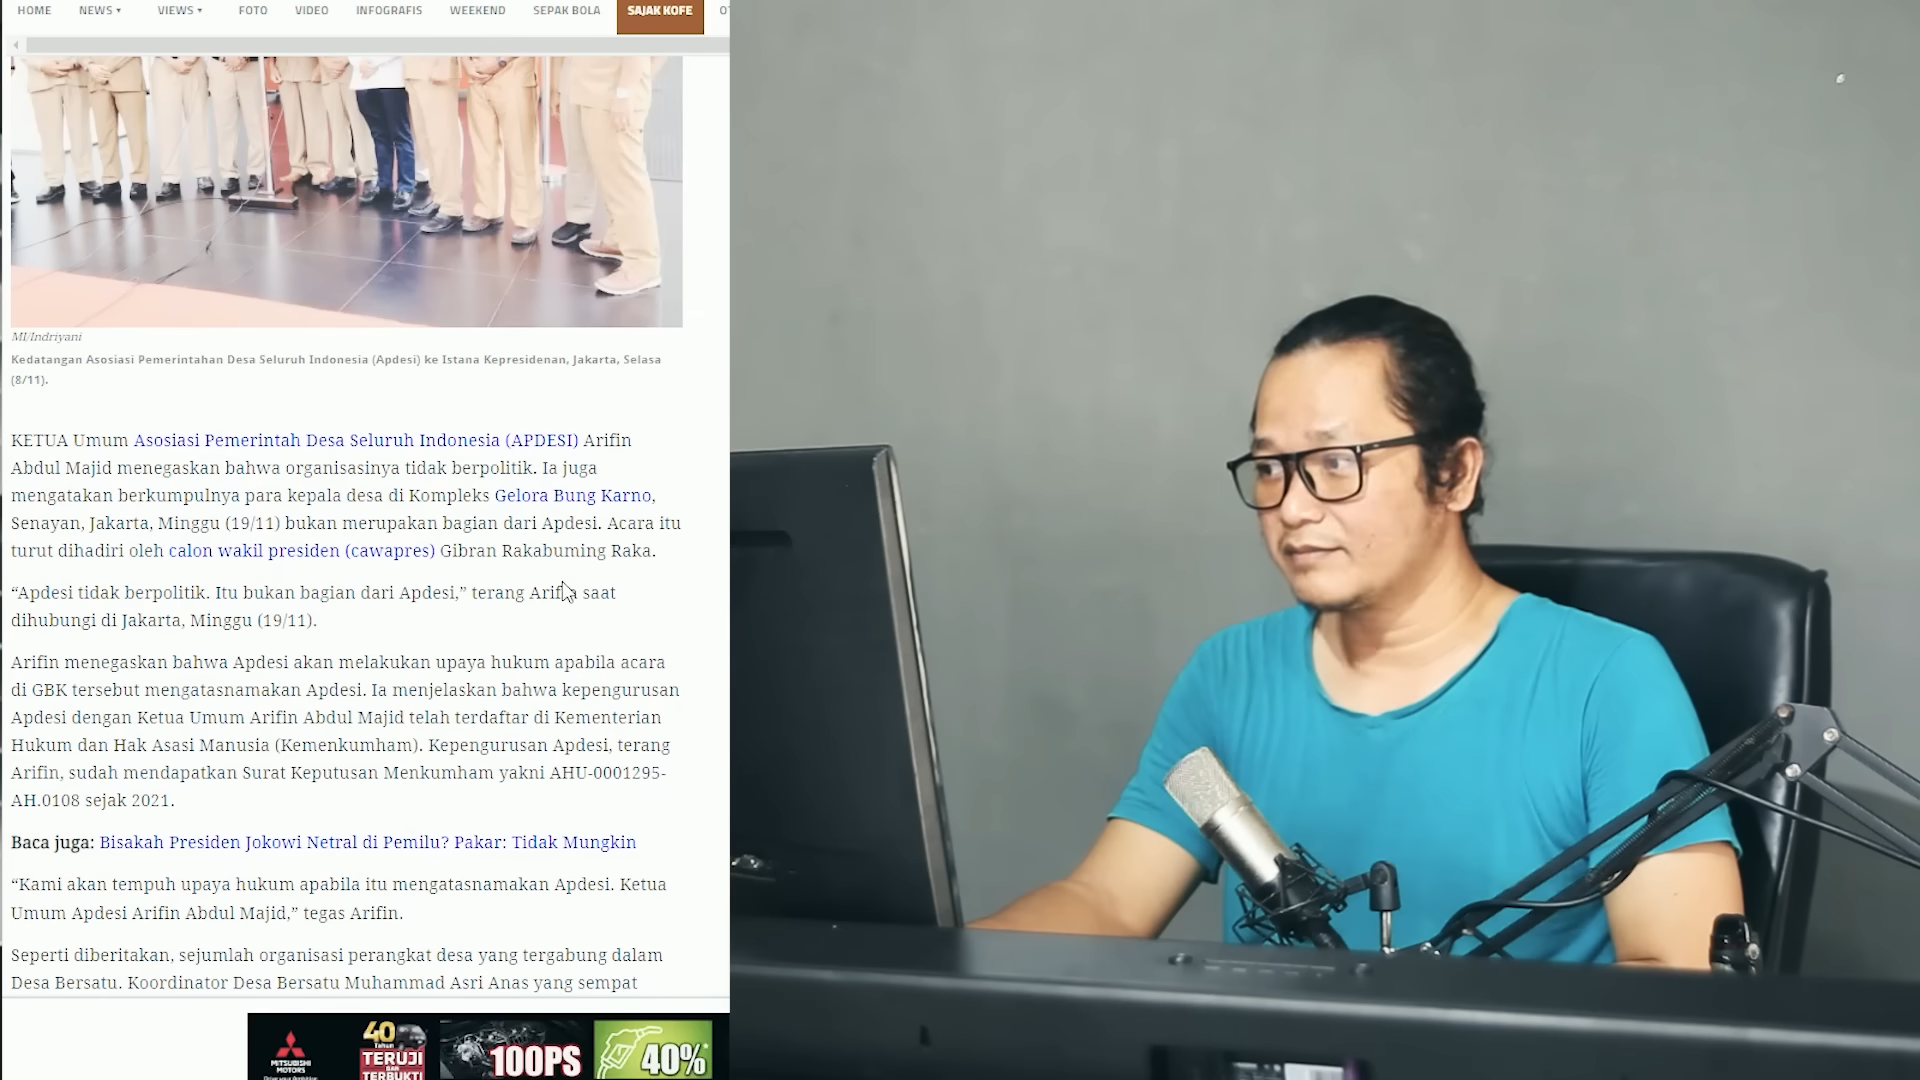 HOME NEWS VIEWS FOTO VIDEO INFOGRAFIS WEEKEND SEPAK BOLA SAJAK KOFE
MI/Indriyani
Kedatangan Asosiasi Pemerintahan Desa Seluruh Indonesia (Apdesi) ke Istana Kepresidenan, Jakarta, Selasa
(8/11).
KETUA Umum Asosiasi Pemerintah Desa Seluruh Indonesia (APDESI) Arifin
Abdul Majid menegaskan bahwa organisasinya tidak berpolitik. Ia juga
mengatakan berkumpulnya para kepala desa di Kompleks Gelora Bung Karno,
Senayan, Jakarta, Minggu (19/11) bukan merupakan bagian dari Apdesi. Acara itu
turut dihadiri oleh calon wakil presiden (cawapres) Gibran Rakabuming Raka.
“Apdesi tidak berpolitik. Itu bukan bagian dari Apdesi,” terang Arifin saat
dihubungi di Jakarta, Minggu (19/11).
Arifin menegaskan bahwa Apdesi akan melakukan upaya hukum apabila acara
di GBK tersebut mengatasnamakan Apdesi. Ia menjelaskan bahwa kepengurusan
Apdesi dengan Ketua Umum Arifin Abdul Majid telah terdaftar di Kementerian
Hukum dan Hak Asasi Manusia (Kemenkumham). Kepengurusan Apdesi, terang
Arifin, sudah mendapatkan Surat Keputusan Menkumham yakni AHU-0001295-
AH.0108 sejak 2021.
Baca juga: Bisakah Presiden Jokowi Netral di Pemilu? Pakar: Tidak Mungkin
“Kami akan tempuh upaya hukum apabila itu mengatasnamakan Apdesi. Ketua
Umum Apdesi Arifin Abdul Majid,” tegas Arifin.
Seperti diberitakan, sejumlah organisasi perangkat desa yang tergabung dalam
Desa Bersatu. Koordinator Desa Bersatu Muhammad Asri Anas yang sempat
MITSUBISHI
MOTORS
Drive your Ambition
40
Tahun
TERUJI
DAN
TERBUKTI
100PS
40%